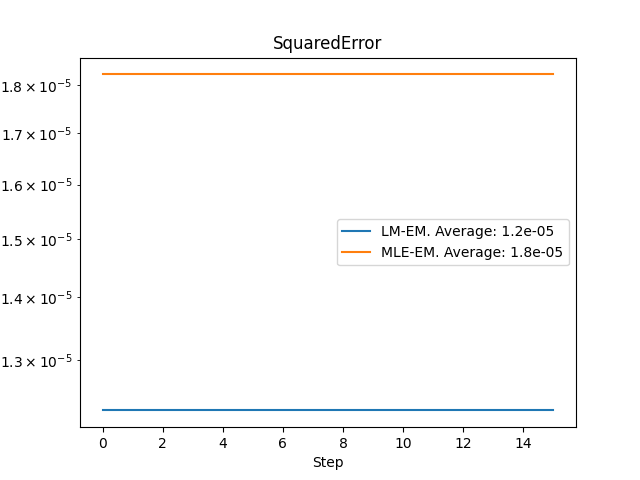 SquaredError
1.8 × 10⁻⁵
1.7 × 10⁻⁵
1.6 × 10⁻⁵
1.5 × 10⁻⁵
1.4 × 10⁻⁵
1.3 × 10⁻⁵
LM-EM. Average: 1.2e-05
MLE-EM. Average: 1.8e-05
0 2 4 6 8 10 12 14
Step